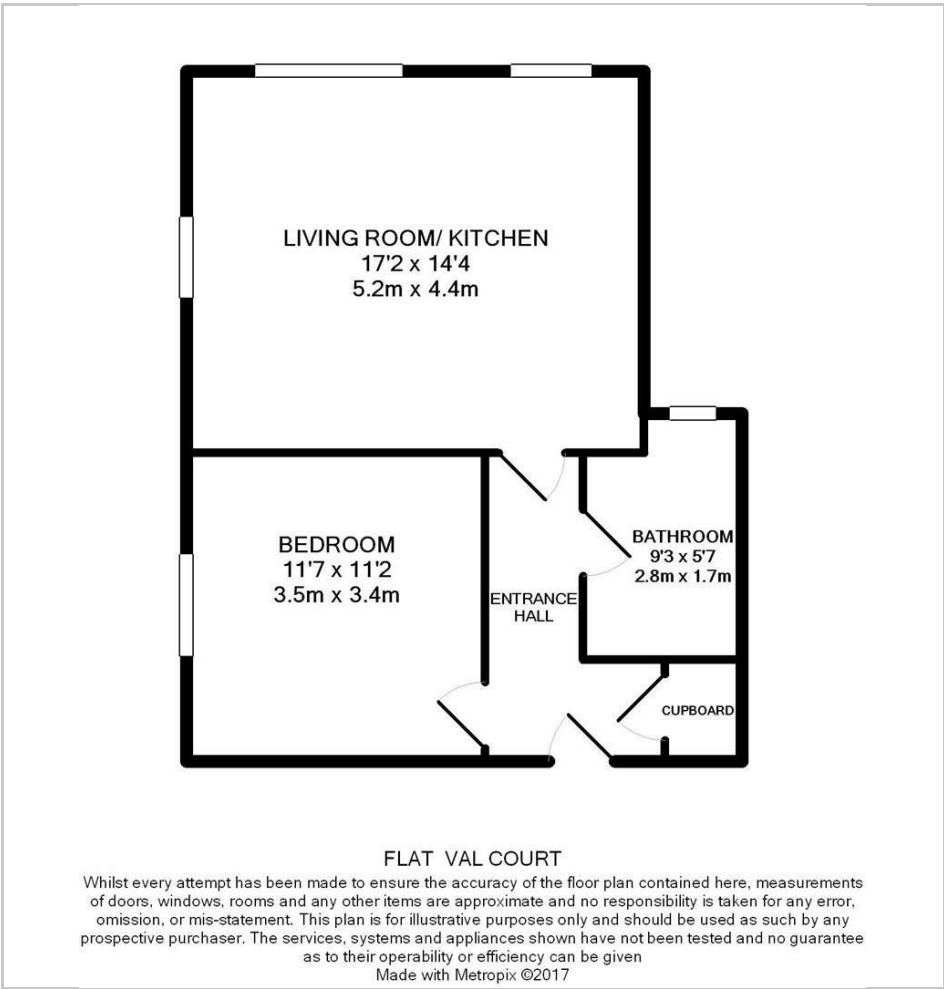 LIVING ROOM/ KITCHEN
17'2 x 14'4
5.2m x 4.4m
BEDROOM
11'7 x 11'2
3.5m x 3.4m
BATHROOM
9'3 x 5'7
2.8m x 1.7m
ENTRANCE
HALL
CUPBOARD
FLAT VAL COURT
Whilst every attempt has been made to ensure the accuracy of the floor plan contained here, measurements
of doors, windows, rooms and any other items are approximate and no responsibility is taken for any error,
omission, or mis-statement. This plan is for illustrative purposes only and should be used as such by any
prospective purchaser. The services, systems and appliances shown have not been tested and no guarantee
as to their operability or efficiency can be given
Made with Metropix ©2017